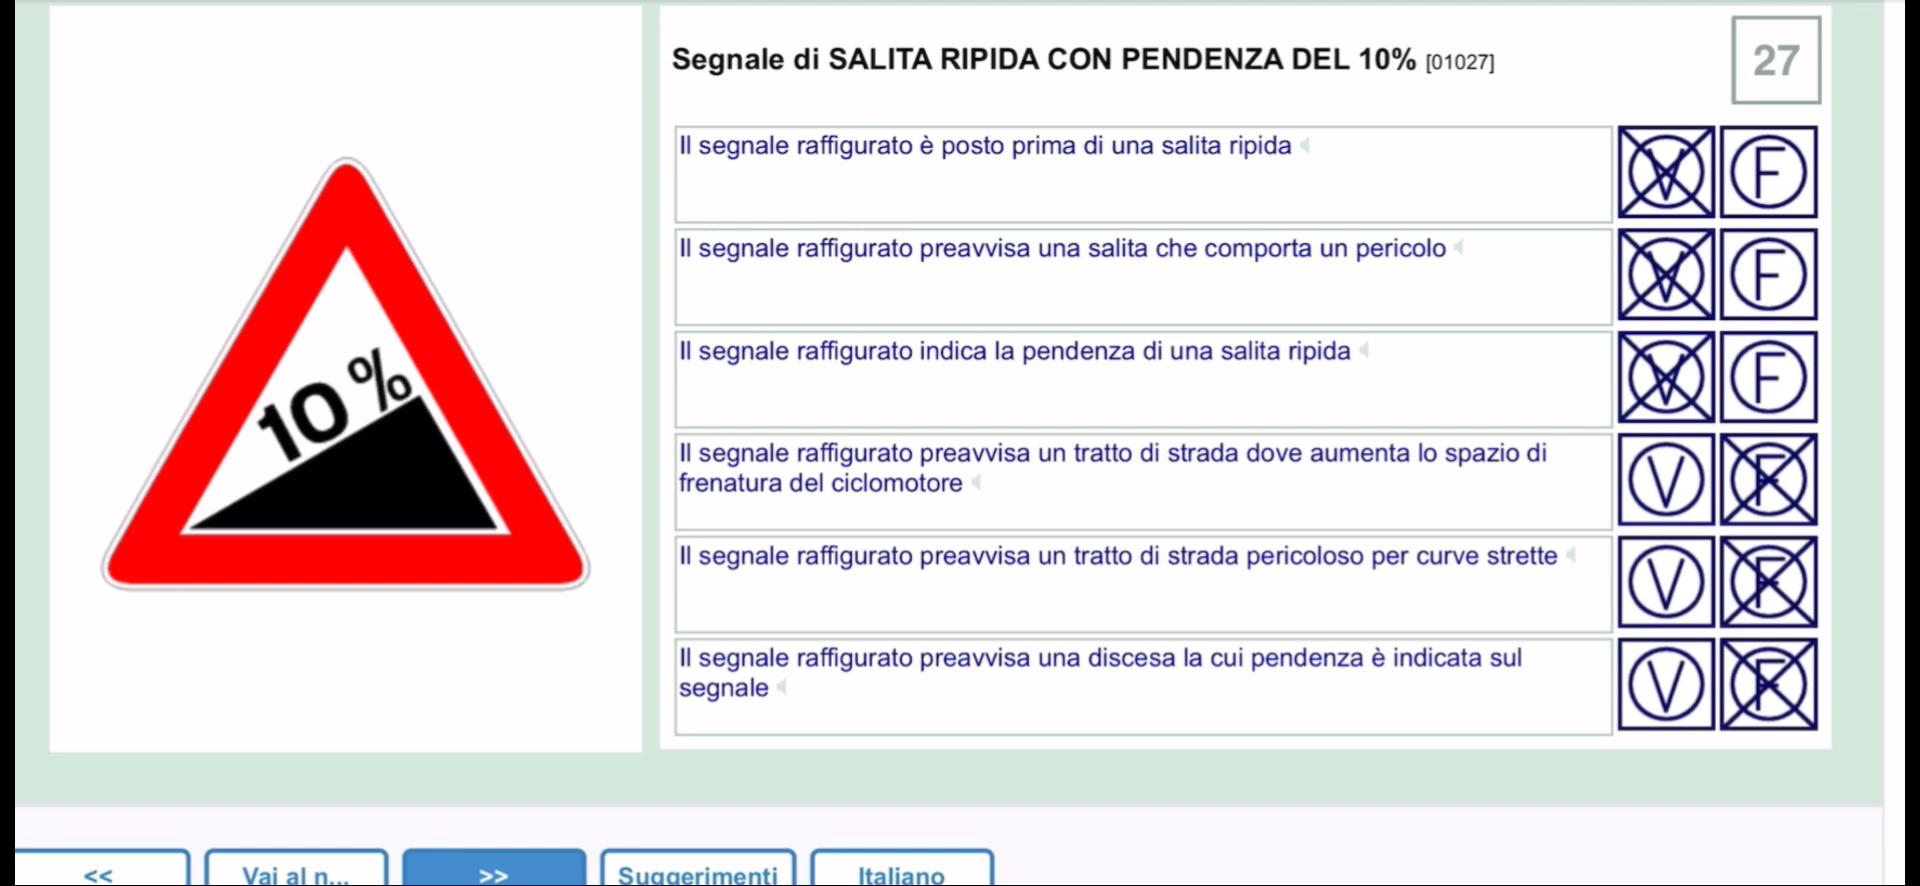 Segnale di SALITA RIPIDA CON PENDENZA DEL 10% [01027]
27
10 %
Il segnale raffigurato è posto prima di una salita ripida
V F
Il segnale raffigurato preavvisa una salita che comporta un pericolo
V F
Il segnale raffigurato indica la pendenza di una salita ripida
V F
Il segnale raffigurato preavvisa un tratto di strada dove aumenta lo spazio di
frenatura del ciclomotore
V F
Il segnale raffigurato preavvisa un tratto di strada pericoloso per curve strette
V F
Il segnale raffigurato preavvisa una discesa la cui pendenza è indicata sul
segnale
V F
<< Vai al n... >> Suggerimenti Italiano